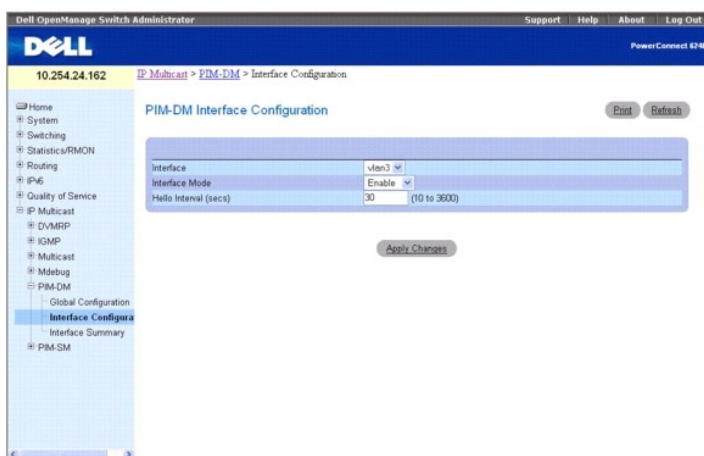 Dell OpenManage Switch Administrator
Support Help About Log Out
DELL
PowerConnect 6248
10.254.24.162
IP Multicast > PIM-DM > Interface Configuration
Home
System
Switching
Statistics/RMON
Routing
IPv6
Quality of Service
IP Multicast
DVMRP
IGMP
Multicast
Mdebug
PIM-DM
Global Configuration
Interface Configura
Interface Summary
PIM-SM
PIM-DM Interface Configuration
Print Refresh
Interface vlan3
Interface Mode Enable
Hello Interval (secs) 30 (10 to 3600)
Apply Changes